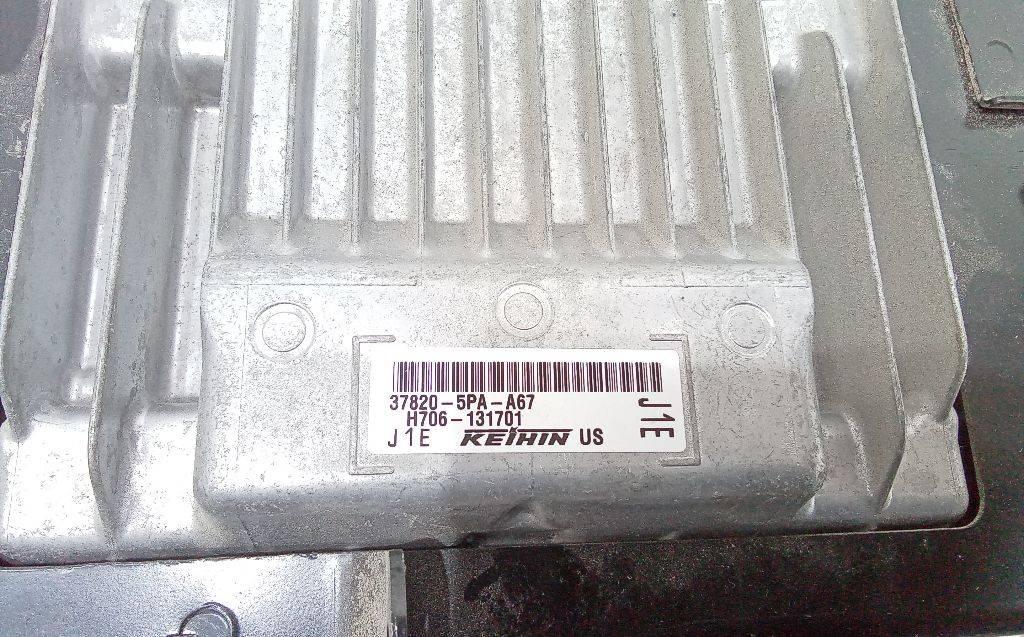 37820-5PA-A67
H706-131701
J1E KEIHIN US
J1E